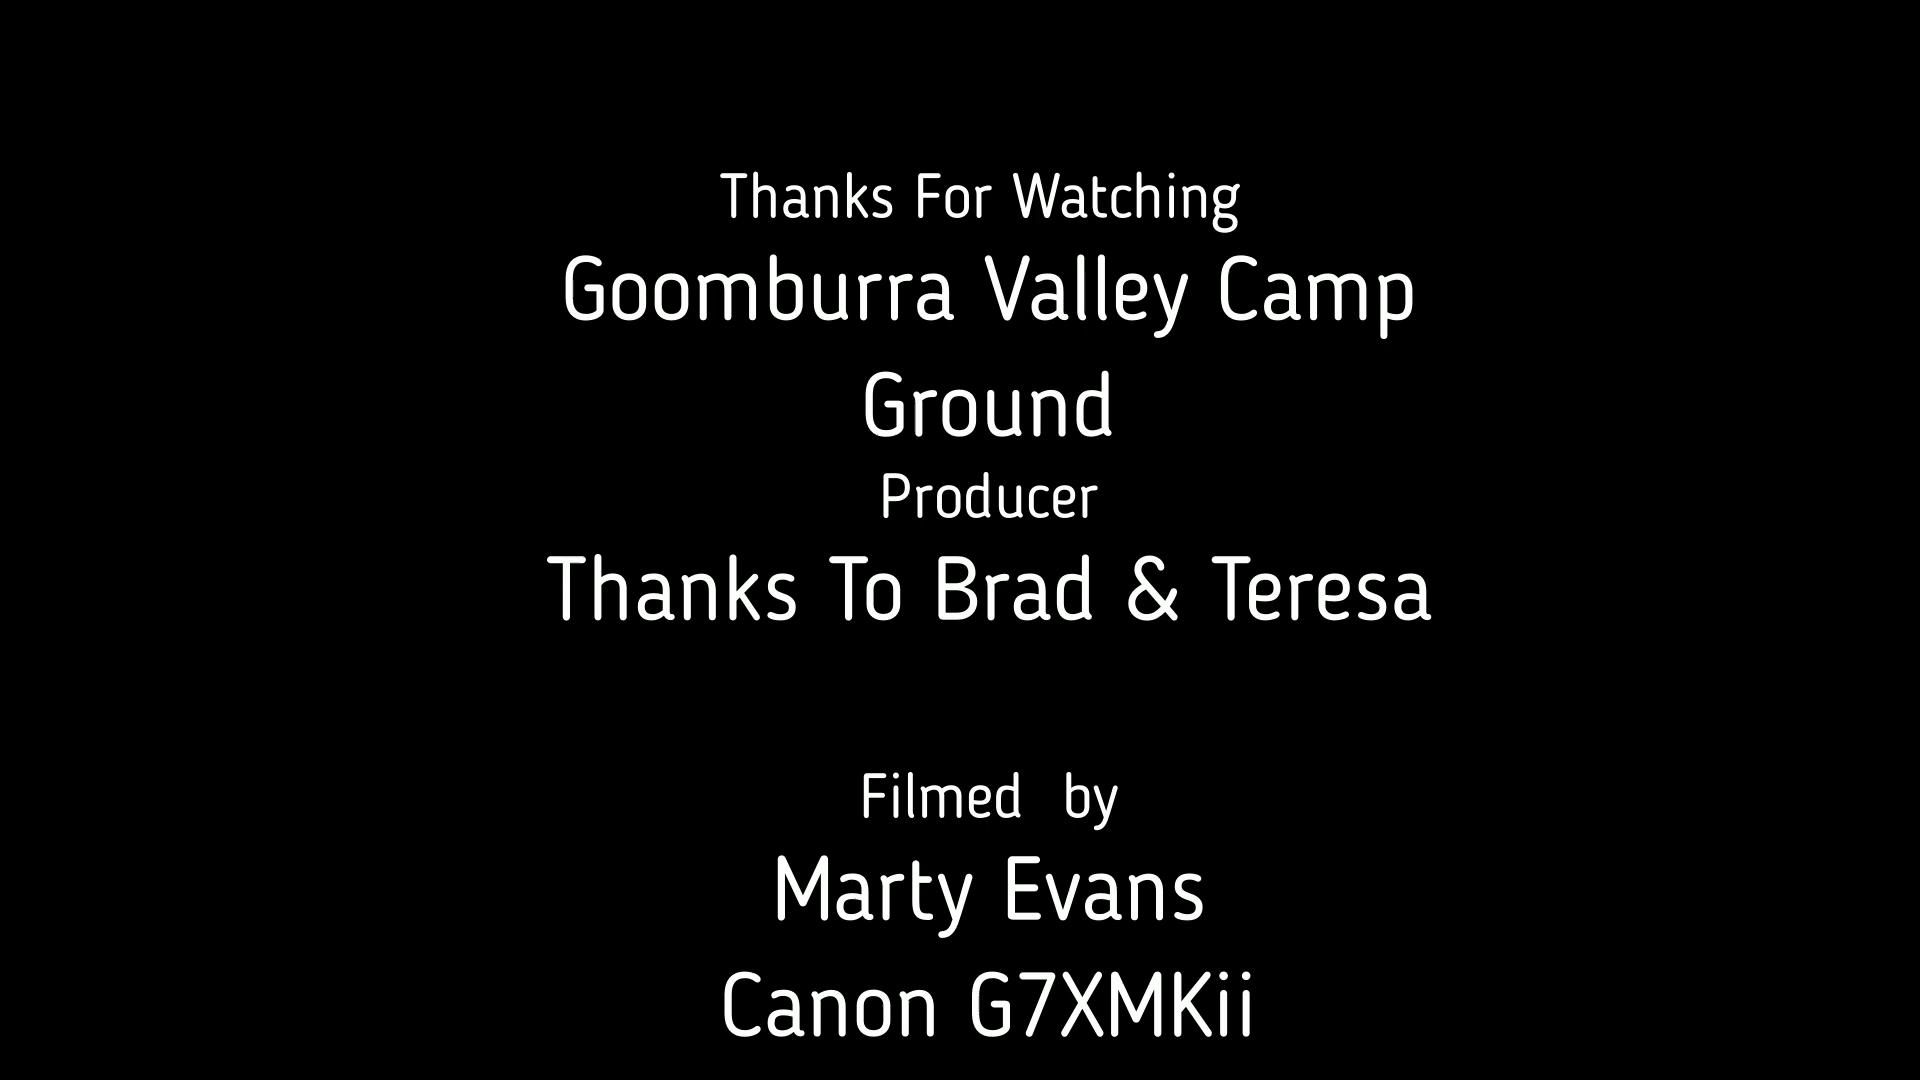 Thanks For Watching
Goomburra Valley Camp
Ground
Producer
Thanks To Brad & Teresa
Filmed by
Marty Evans
Canon G7XMKii